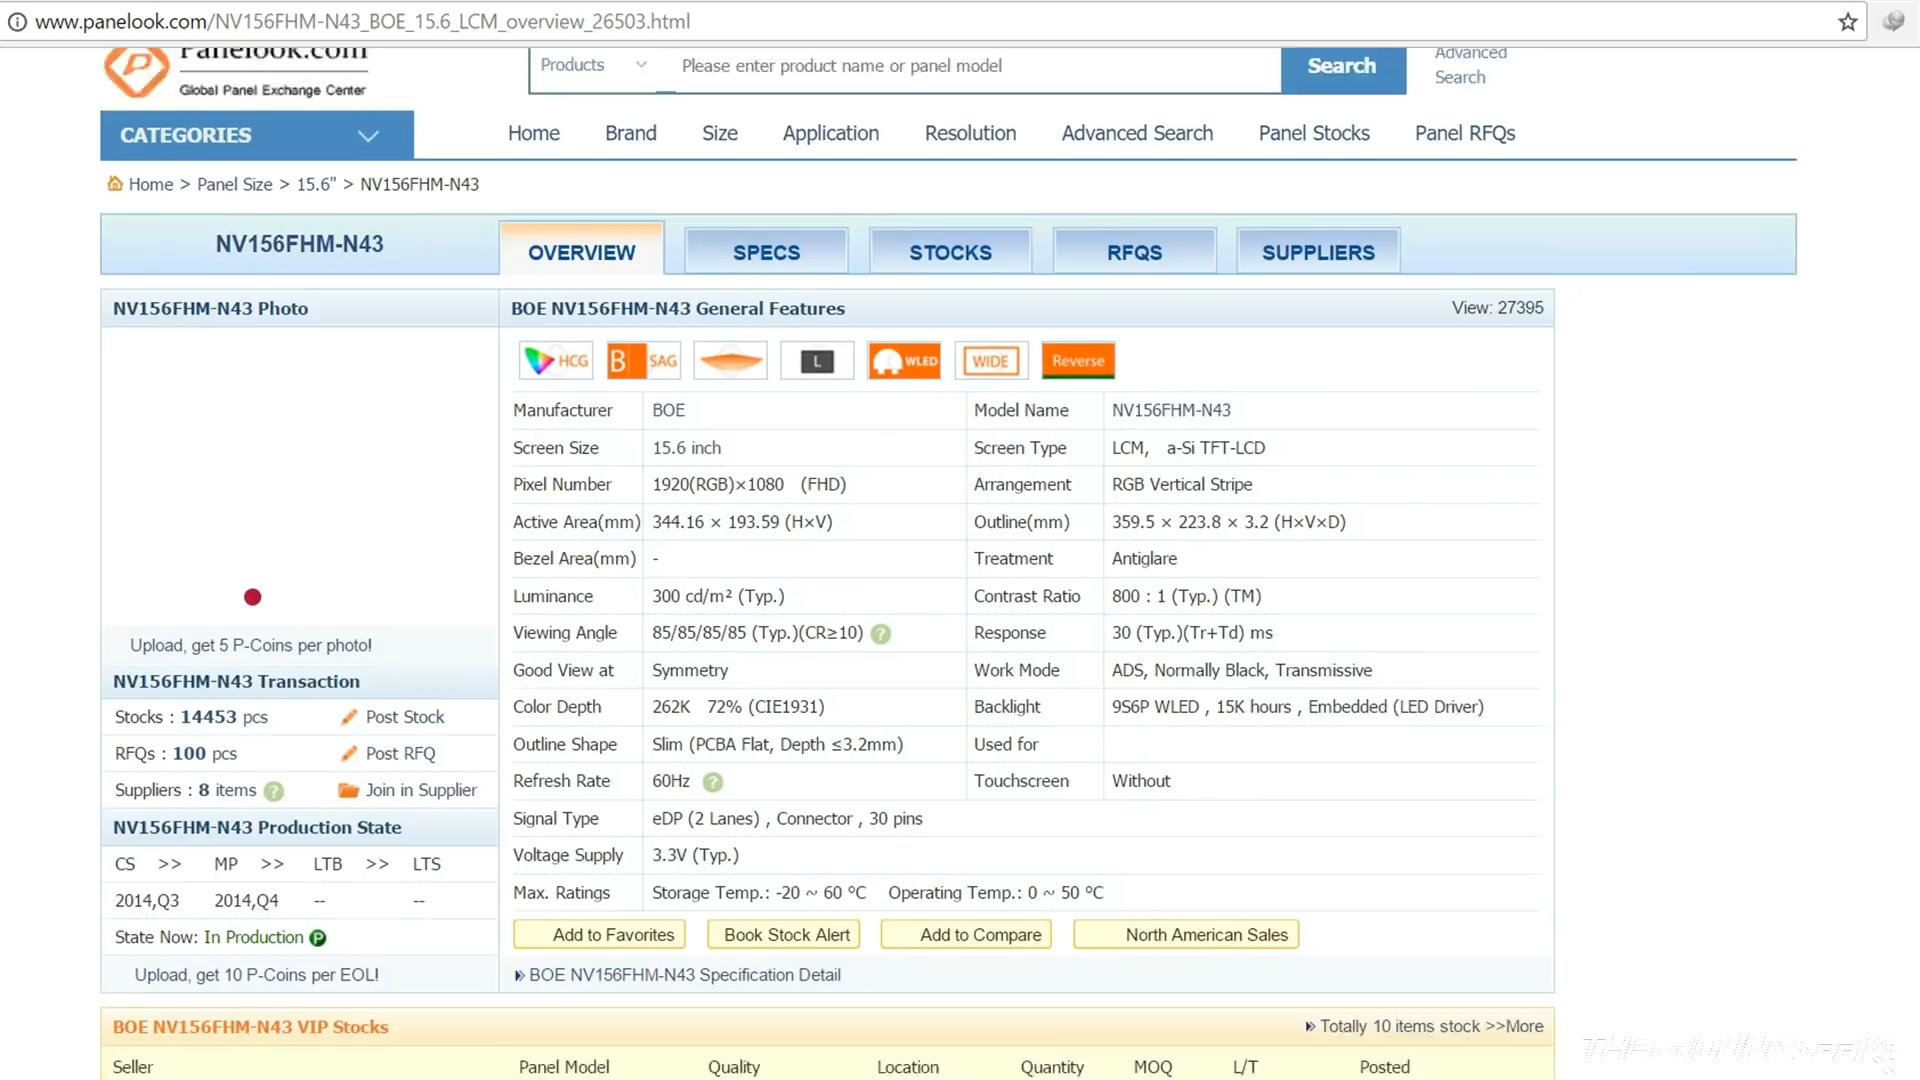 www.panelook.com/NV156FHM-N43_BOE_15.6_LCM_overview_26503.html
Panelook.com
Global Panel Exchange Center
Products Please enter product name or panel model Search Advanced Search
CATEGORIES Home Brand Size Application Resolution Advanced Search Panel Stocks Panel RFQs
Home > Panel Size > 15.6" > NV156FHM-N43
NV156FHM-N43 OVERVIEW SPECS STOCKS RFQS SUPPLIERS
NV156FHM-N43 Photo
Upload, get 5 P-Coins per photo!
NV156FHM-N43 Transaction
Stocks : 14453 pcs Post Stock
RFQs : 100 pcs Post RFQ
Suppliers : 8 items ? Join in Supplier
NV156FHM-N43 Production State
CS >> MP >> LTB >> LTS
2014,Q3 2014,Q4 -- --
State Now: In Production P
Upload, get 10 P-Coins per EOL!
BOE NV156FHM-N43 General Features View: 27395
HCG B SAG L WLED WIDE Reverse
Manufacturer BOE Model Name NV156FHM-N43
Screen Size 15.6 inch Screen Type LCM, a-Si TFT-LCD
Pixel Number 1920(RGB)×1080 (FHD) Arrangement RGB Vertical Stripe
Active Area(mm) 344.16 × 193.59 (H×V) Outline(mm) 359.5 × 223.8 × 3.2 (H×V×D)
Bezel Area(mm) - Treatment Antiglare
Luminance 300 cd/m² (Typ.) Contrast Ratio 800 : 1 (Typ.) (TM)
Viewing Angle 85/85/85/85 (Typ.)(CR≥10) ? Response 30 (Typ.)(Tr+Td) ms
Good View at Symmetry Work Mode ADS, Normally Black, Transmissive
Color Depth 262K 72% (CIE1931) Backlight 9S6P WLED , 15K hours , Embedded (LED Driver)
Outline Shape Slim (PCBA Flat, Depth ≤3.2mm) Used for
Refresh Rate 60Hz ? Touchscreen Without
Signal Type eDP (2 Lanes) , Connector , 30 pins
Voltage Supply 3.3V (Typ.)
Max. Ratings Storage Temp.: -20 ~ 60 °C Operating Temp.: 0 ~ 50 °C
Add to Favorites Book Stock Alert Add to Compare North American Sales
BOE NV156FHM-N43 Specification Detail
BOE NV156FHM-N43 VIP Stocks Totally 10 items stock >>More
Seller Panel Model Quality Location Quantity MOQ L/T Posted